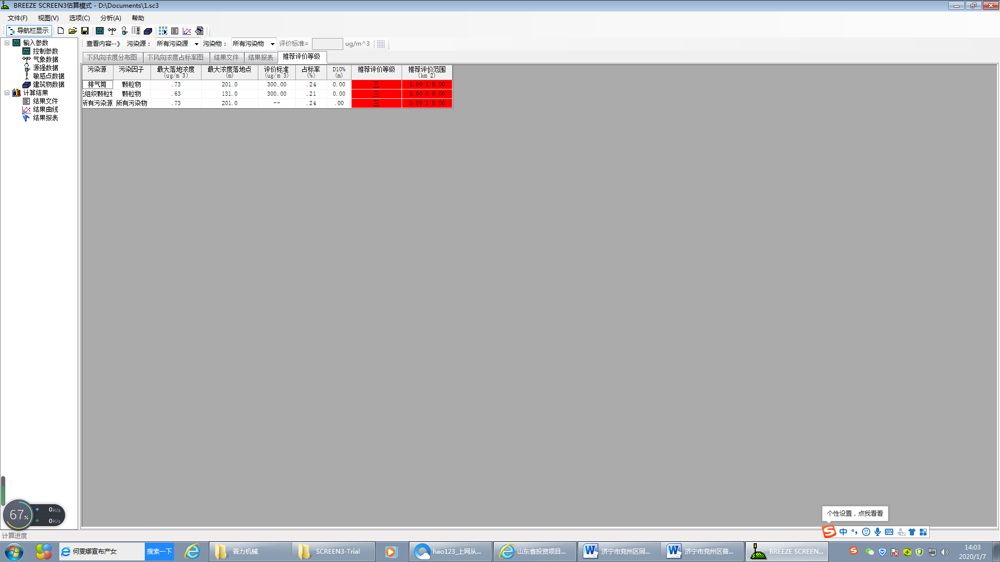 BREEZE SCREEN3估算模式 - D:\Documents\1.sc3
文件(F) 视图(V) 选项(C) 分析(A) 帮助
导航栏显示
输入参数
控制参数
气象数据
源强数据
敏感点数据
建筑物数据
计算结果
结果文件
结果曲线
结果报表
查看内容--》 污染源： 所有污染源 污染物： 所有污染物 评价标准= ug/m^3
下风向浓度分布图 下风向浓度占标率图 结果文件 结果报表 推荐评价等级
污染源 污染因子 最大落地浓度 最大浓度落地点 评价标准 占标率 D10% 推荐评价等级 推荐评价范围
(ug/m^3) (m) (ug/m^3) (%) (m) (km^2)
排气筒 颗粒物 .73 201.0 300.00 .24 0.00 三 5.00 X 5.00
组织颗粒物 颗粒物 .63 131.0 300.00 .21 0.00 三 5.00 X 5.00
所有污染源 所有污染物 .73 201.0 -- .24 .00 三 5.00 X 5.00
67% 0K/s
0K/s
个性设置，点我看看
中
计算进度
何雯娜宣布产女 搜索一下 普力机械 SCREEN3-Trial hao123_上网从... 山东省投资项目... 济宁市兖州区同... 济宁市兖州区普... BREEZE SCREEN...
14:03
2020/1/7